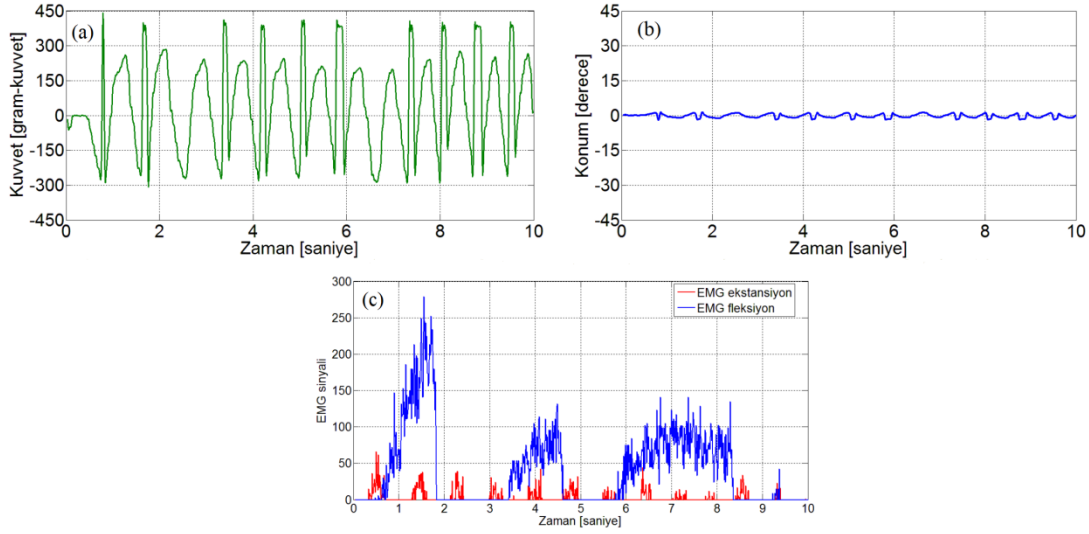 (a)
Kuvvet [gram-kuvvet]
450
300
150
0
-150
-300
-450
0 2 4 6 8 10
Zaman [saniye]
(b)
Konum [derece]
45
30
15
0
-15
-30
-45
0 2 4 6 8 10
Zaman [saniye]
(c)
EMG ekstansiyon
EMG fleksiyon
EMG sinyali
300
250
200
150
100
50
0
0 1 2 3 4 5 6 7 8 9 10
Zaman [saniye]